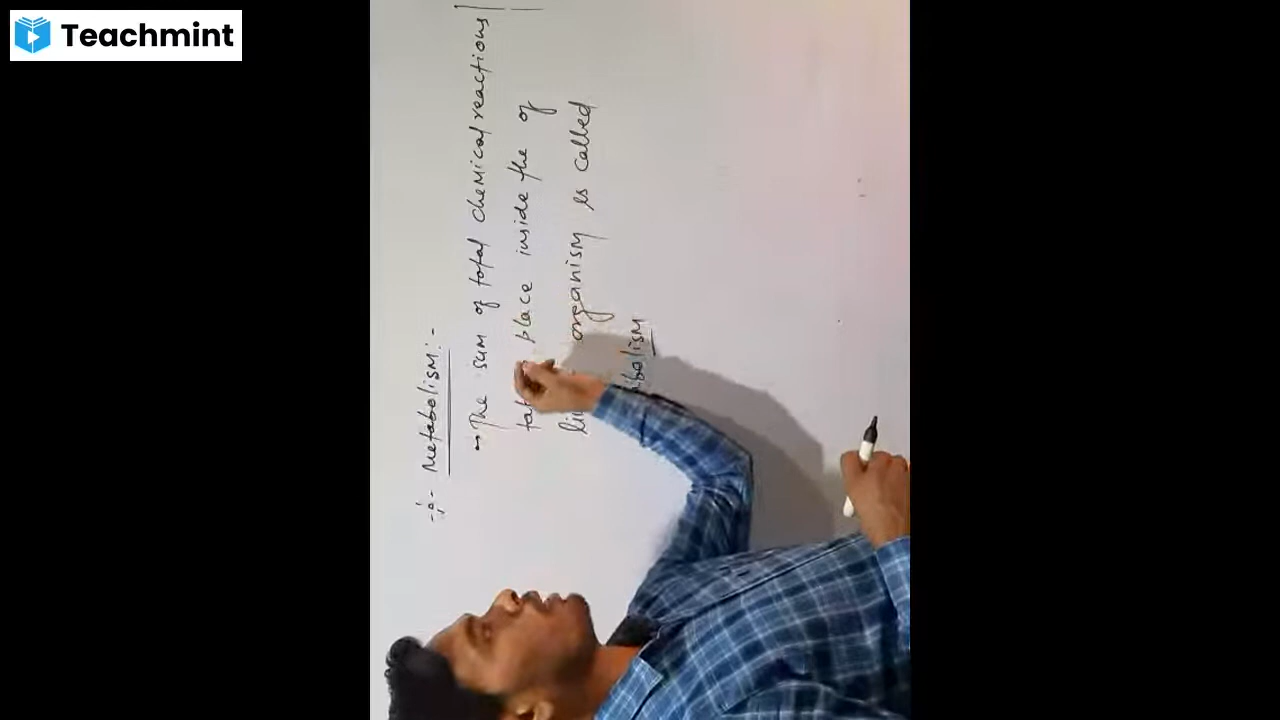 Teachmint
Metabolism:-
The sum of total chemical reactions
place inside the of
organism is called